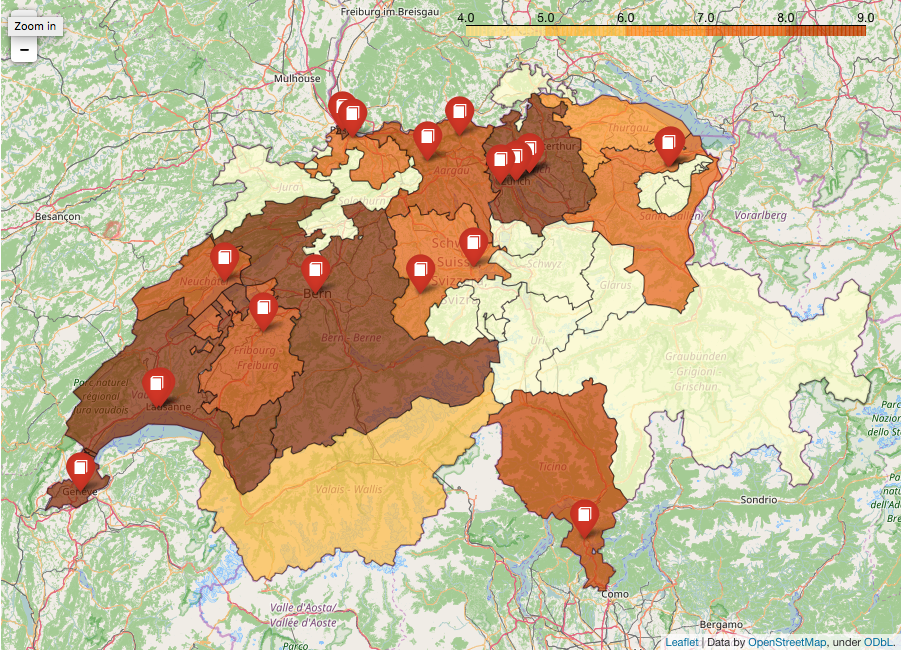 Zoom in
−
Freiburg im Breisgau
4.0 5.0 6.0 7.0 8.0 9.0
Mulhouse
Thurgau
Aargau
Zürich
Jura
Solothurn
Besançon
Sankt Gallen
Vorarlberg
Schwyz
Suisse
Neuchâtel
Glarus
Bern
Uri
Bern - Berne
Fribourg -
Freiburg
Graubünden
Grigioni
Grischun
Parc naturel
régional
Jura vaudois
Lausanne
Ticino
Valais - Wallis
Genève
Sondrio
Como
Valle d'Aosta/
Vallée d'Aoste
Bergamo
Parco
Leaflet | Data by OpenStreetMap, under ODbL.